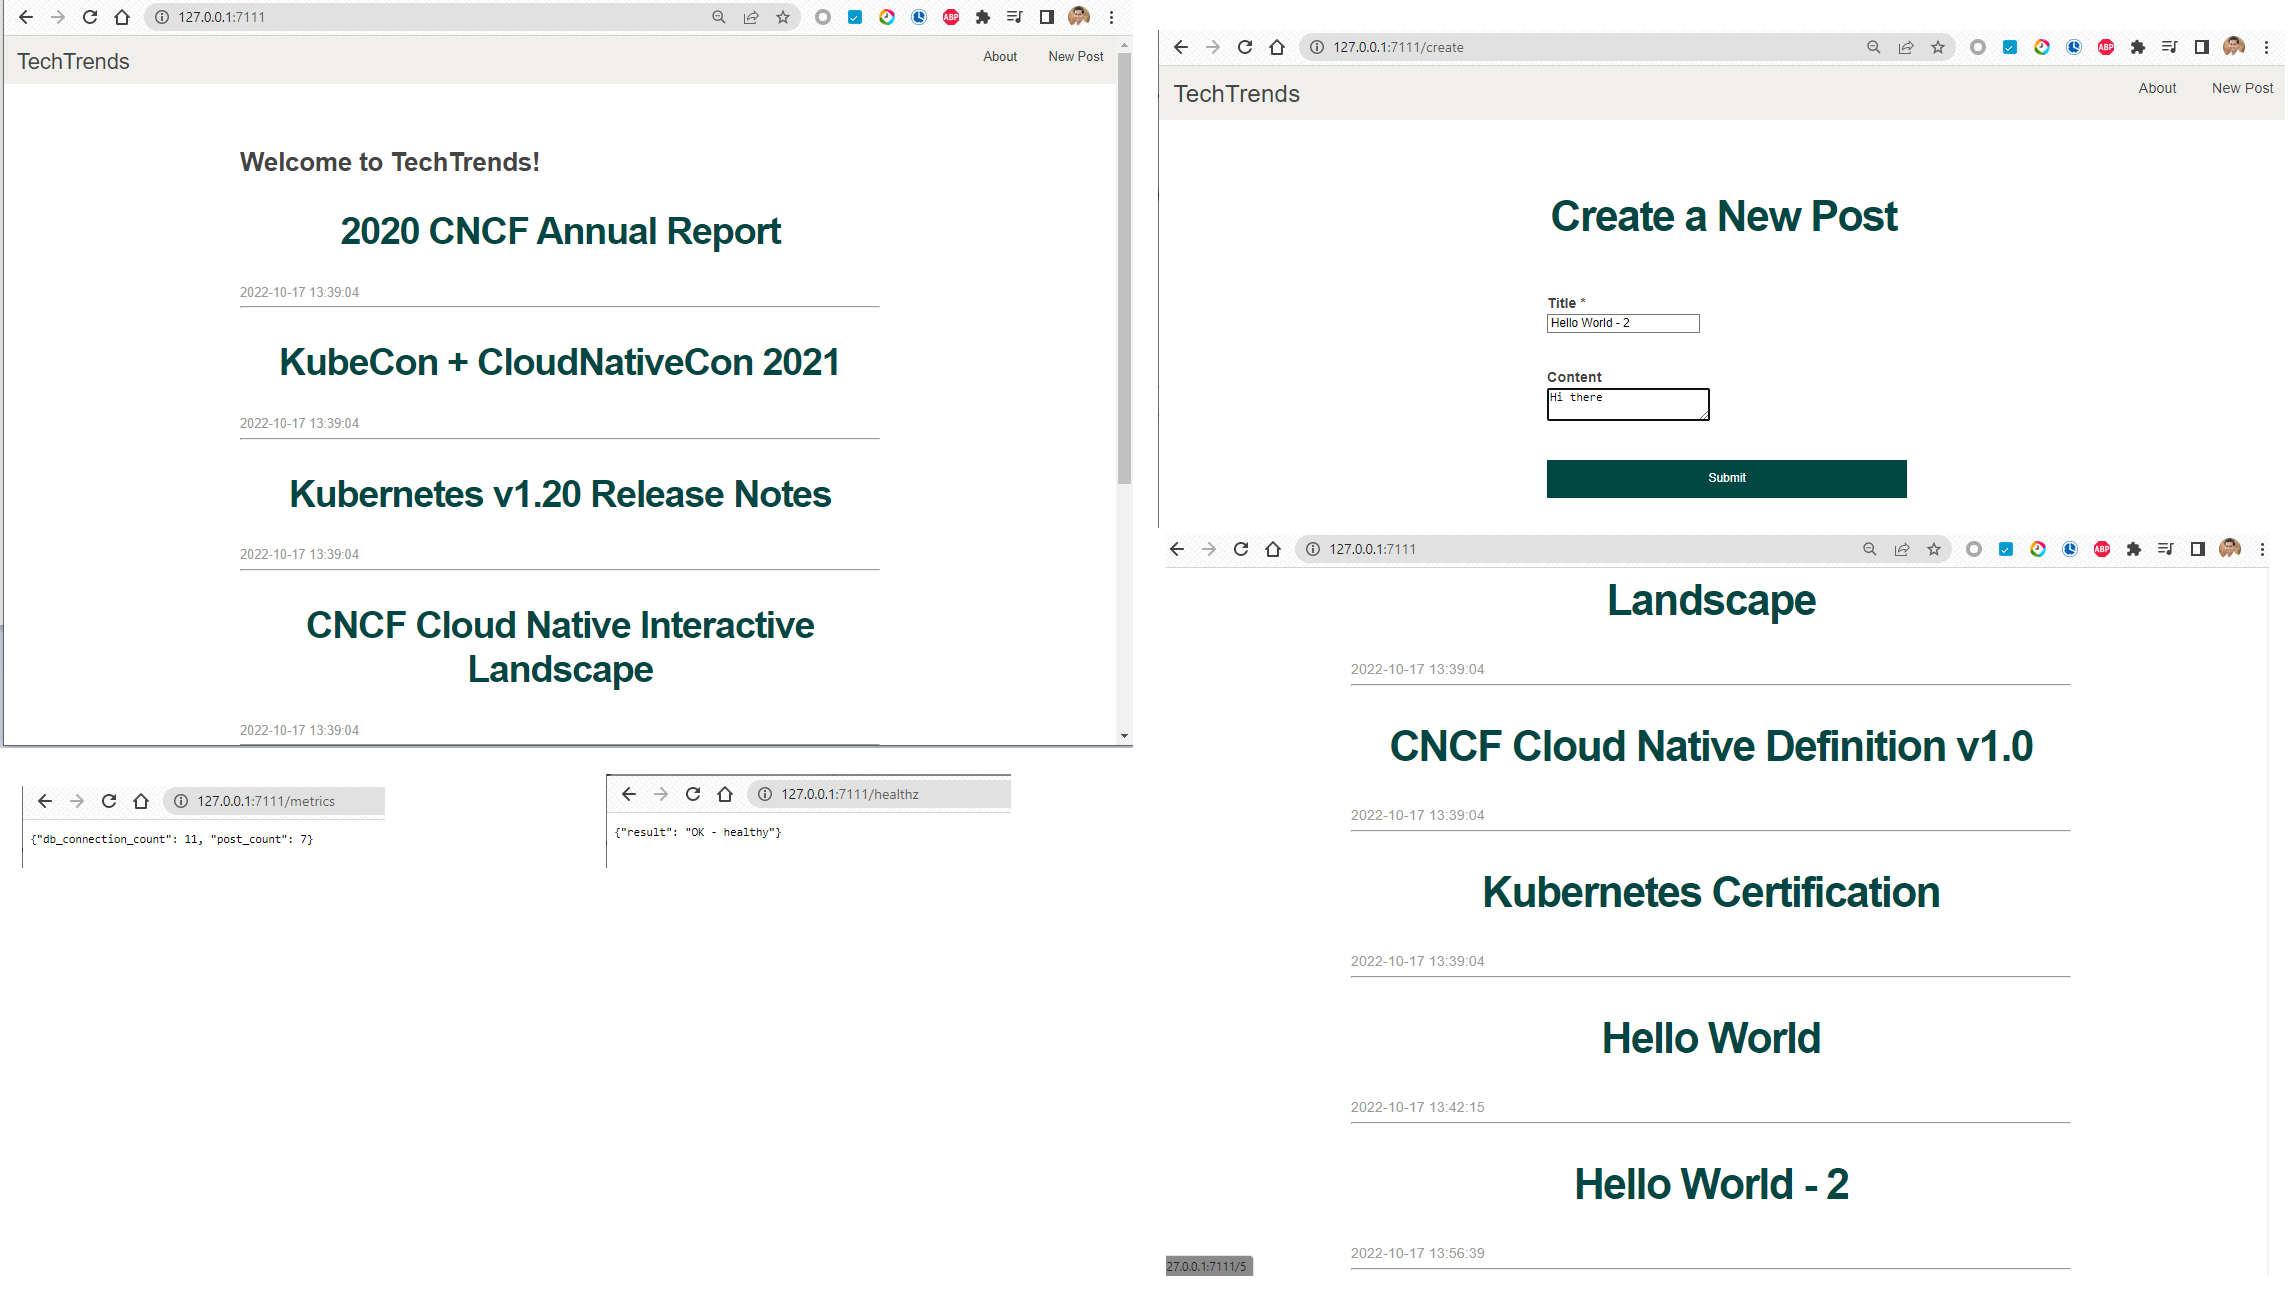 127.0.0.1:7111
ABP
TechTrends
About
New Post
Welcome to TechTrends!
2020 CNCF Annual Report
2022-10-17 13:39:04
KubeCon + CloudNativeCon 2021
2022-10-17 13:39:04
Kubernetes v1.20 Release Notes
2022-10-17 13:39:04
CNCF Cloud Native Interactive
Landscape
2022-10-17 13:39:04
127.0.0.1:7111/metrics
{"db_connection_count": 11, "post_count": 7}
127.0.0.1:7111/healthz
{"result": "OK - healthy"}
127.0.0.1:7111/create
ABP
TechTrends
About
New Post
Create a New Post
Title *
Hello World - 2
Content
Hi there
Submit
127.0.0.1:7111
ABP
Landscape
2022-10-17 13:39:04
CNCF Cloud Native Definition v1.0
2022-10-17 13:39:04
Kubernetes Certification
2022-10-17 13:39:04
Hello World
2022-10-17 13:42:15
Hello World - 2
2022-10-17 13:56:39
27.0.0.1:7111/5